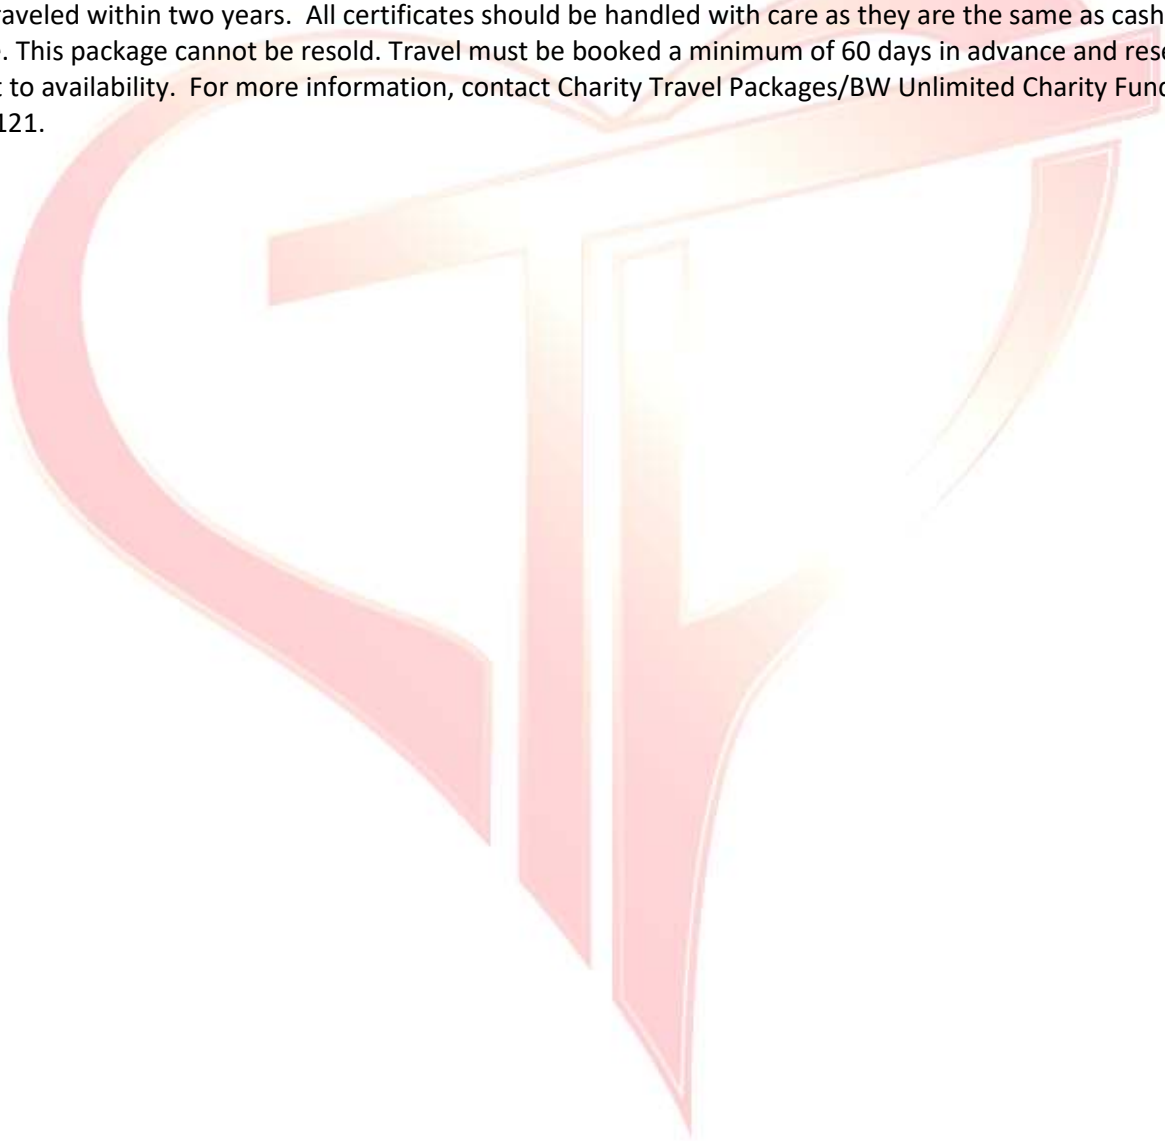 raveled within two years.  All certificates should be handled with care as they are the same as cash
. This package cannot be resold. Travel must be booked a minimum of 60 days in advance and rese
t to availability.  For more information, contact Charity Travel Packages/BW Unlimited Charity Fund
121.